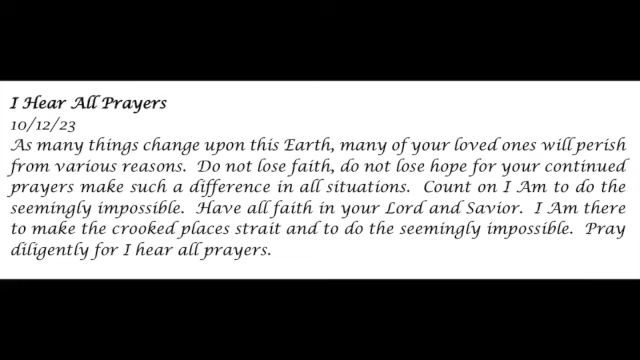 I Hear All Prayers
10/12/23
As many things change upon this Earth, many of your loved ones will perish
from various reasons. Do not lose faith, do not lose hope for your continued
prayers make such a difference in all situations. Count on I Am to do the
seemingly impossible. Have all faith in your Lord and Savior. I Am there
to make the crooked places strait and to do the seemingly impossible. Pray
diligently for I hear all prayers.